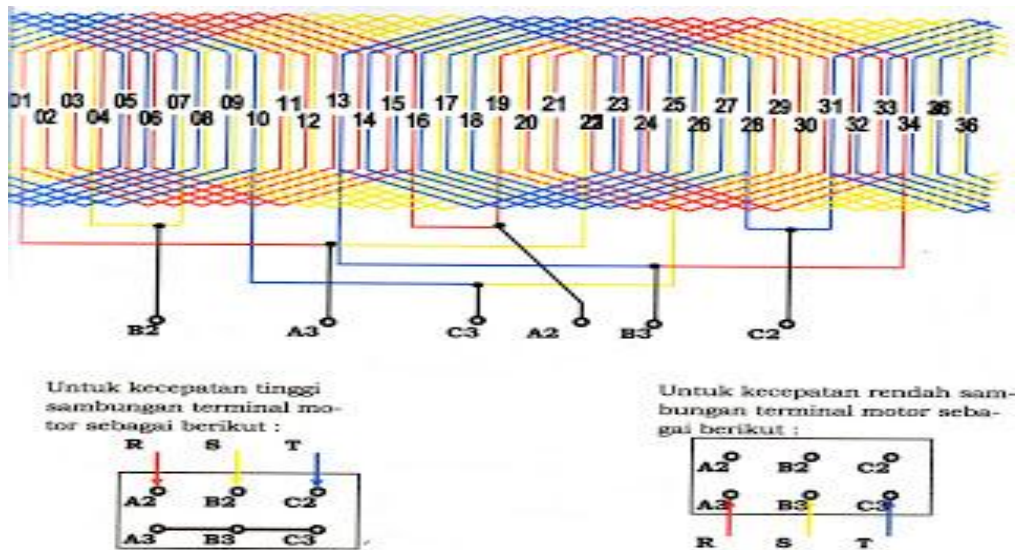 01 03 05 07 09 11 13 15 17 19 21 23 25 27 29 31 33 36
02 04 06 08 10 12 14 16 18 20 24 26 28 30 32 34 36
B2 A3 C3 A2 B3 C2
Untuk kecepatan tinggi
sambungan terminal mo-
tor sebagai berikut :
R S T
A2 B2 C2
A3 B3 C3
Untuk kecepatan rendah sam-
bungan terminal motor seba-
gai berikut :
A2 B2 C2
A3 B3 C3
R S T